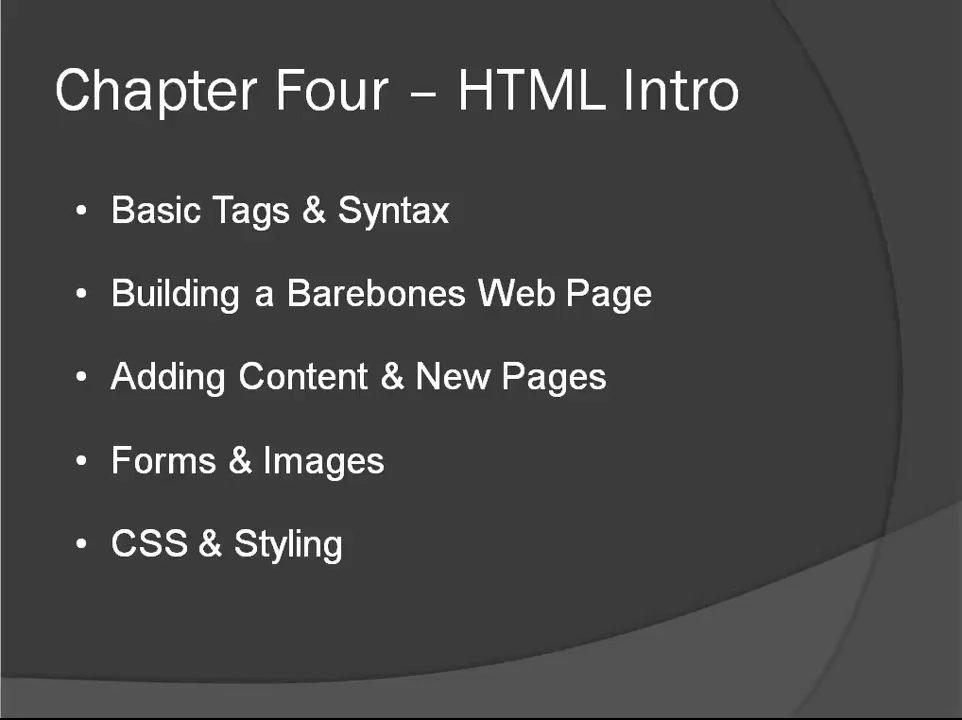 Chapter Four – HTML Intro
• Basic Tags & Syntax
• Building a Barebones Web Page
• Adding Content & New Pages
• Forms & Images
• CSS & Styling